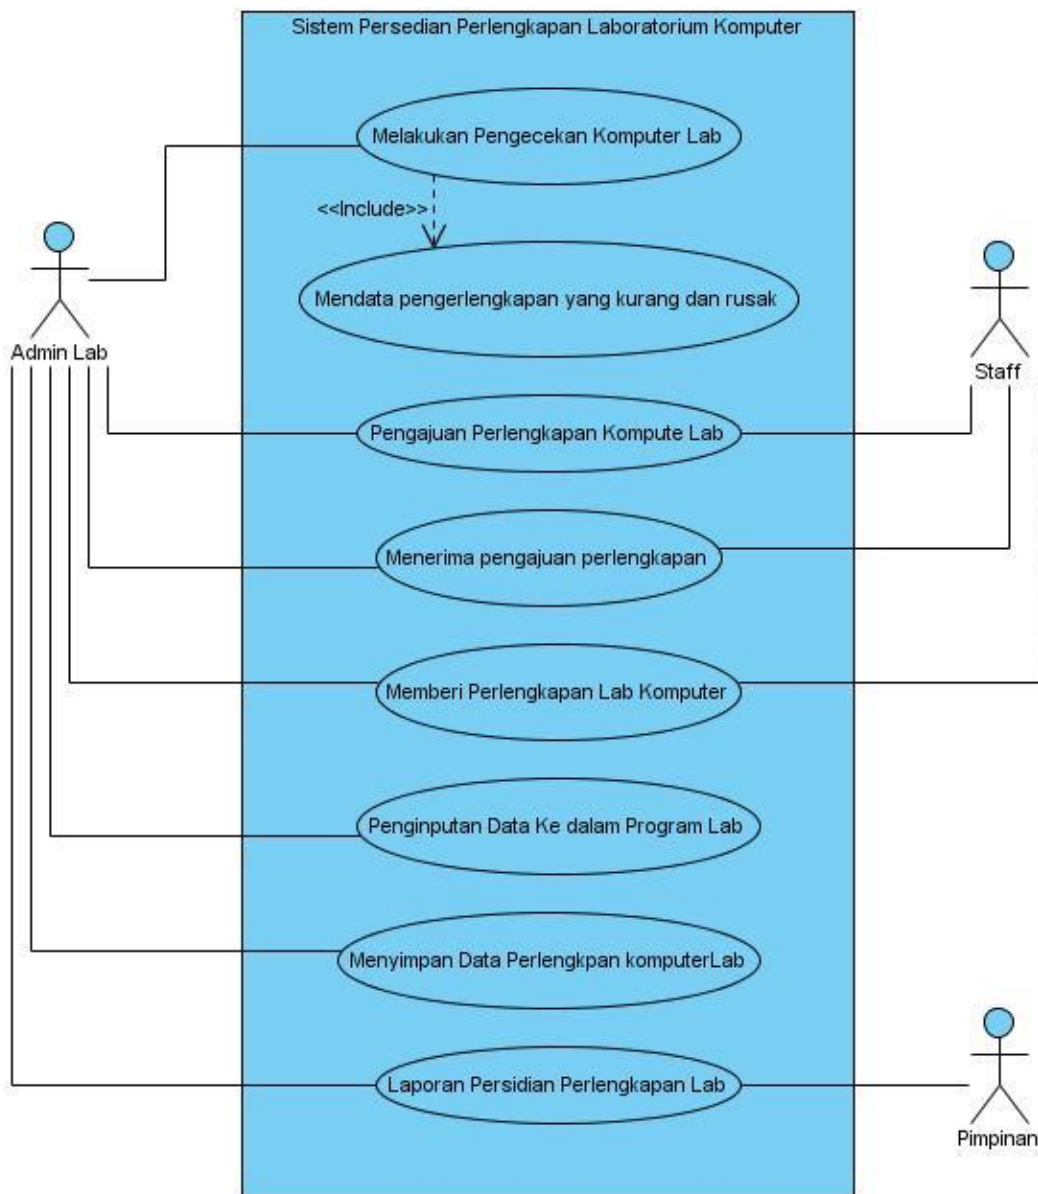 Sistem Persedian Perlengkapan Laboratorium Komputer
Melakukan Pengecekan Komputer Lab
<<Include>>
Mendata pengerlengkapan yang kurang dan rusak
Admin Lab
Staff
Pengajuan Perlengkapan Kompute Lab
Menerima pengajuan perlengkapan
Memberi Perlengkapan Lab Komputer
Penginputan Data Ke dalam Program Lab
Menyimpan Data Perlengkpan komputerLab
Laporan Persidian Perlengkapan Lab
Pimpinan